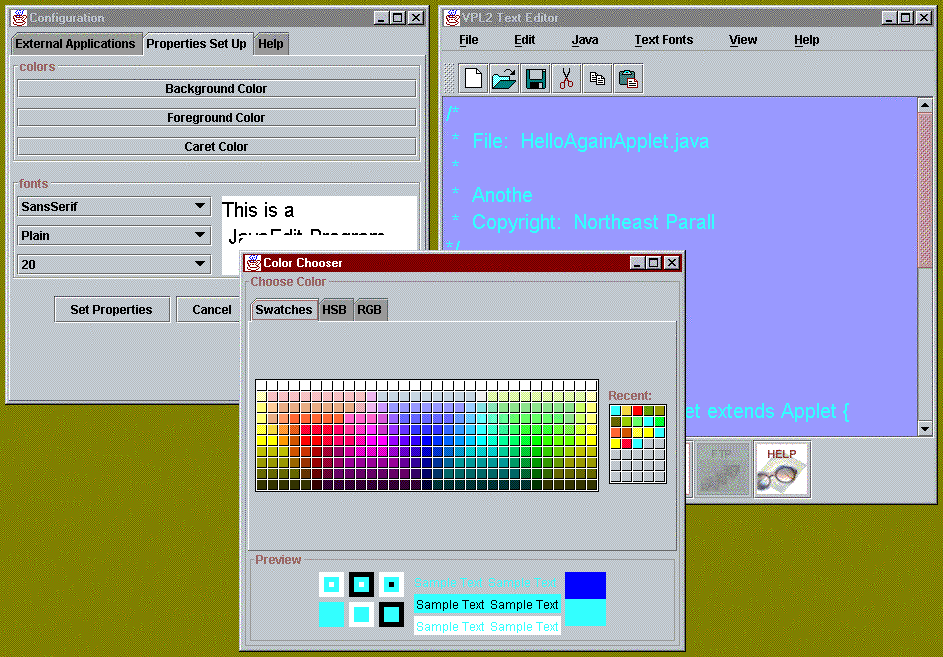 Configuration
External Applications Properties Set Up Help
colors
Background Color
Foreground Color
Caret Color
fonts
SansSerif
Plain
20
This is a
Set Properties Cancel
VPL2 Text Editor
File Edit Java Text Fonts View Help
/*
* File: HelloAgainApplet.java
*
* Anothe
* Copyright: Northeast Parall
*/
et extends Applet {
FTP HELP
Color Chooser
Choose Color
Swatches HSB RGB
Recent:
Preview
Sample Text Sample Text
Sample Text Sample Text
Sample Text Sample Text